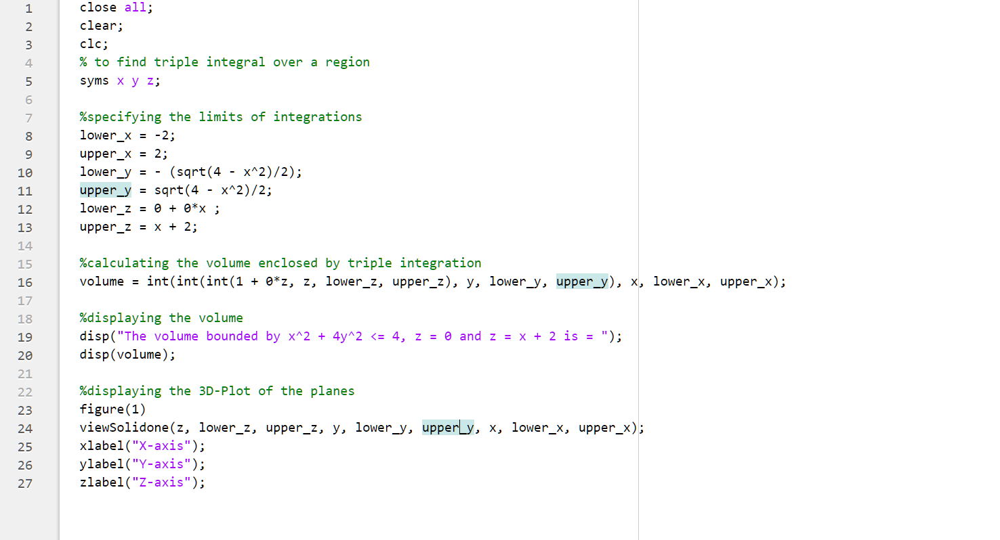 1 close all;
2 clear;
3 clc;
4 % to find triple integral over a region
5 syms x y z;
6
7 %specifying the limits of integrations
8 lower_x = -2;
9 upper_x = 2;
10 lower_y = - (sqrt(4 - x^2)/2);
11 upper_y = sqrt(4 - x^2)/2;
12 lower_z = 0 + 0*x ;
13 upper_z = x + 2;
14
15 %calculating the volume enclosed by triple integration
16 volume = int(int(int(1 + 0*z, z, lower_z, upper_z), y, lower_y, upper_y), x, lower_x, upper_x);
17
18 %displaying the volume
19 disp("The volume bounded by x^2 + 4y^2 <= 4, z = 0 and z = x + 2 is = ");
20 disp(volume);
21
22 %displaying the 3D-Plot of the planes
23 figure(1)
24 viewSolidone(z, lower_z, upper_z, y, lower_y, upper_y, x, lower_x, upper_x);
25 xlabel("X-axis");
26 ylabel("Y-axis");
27 zlabel("Z-axis");